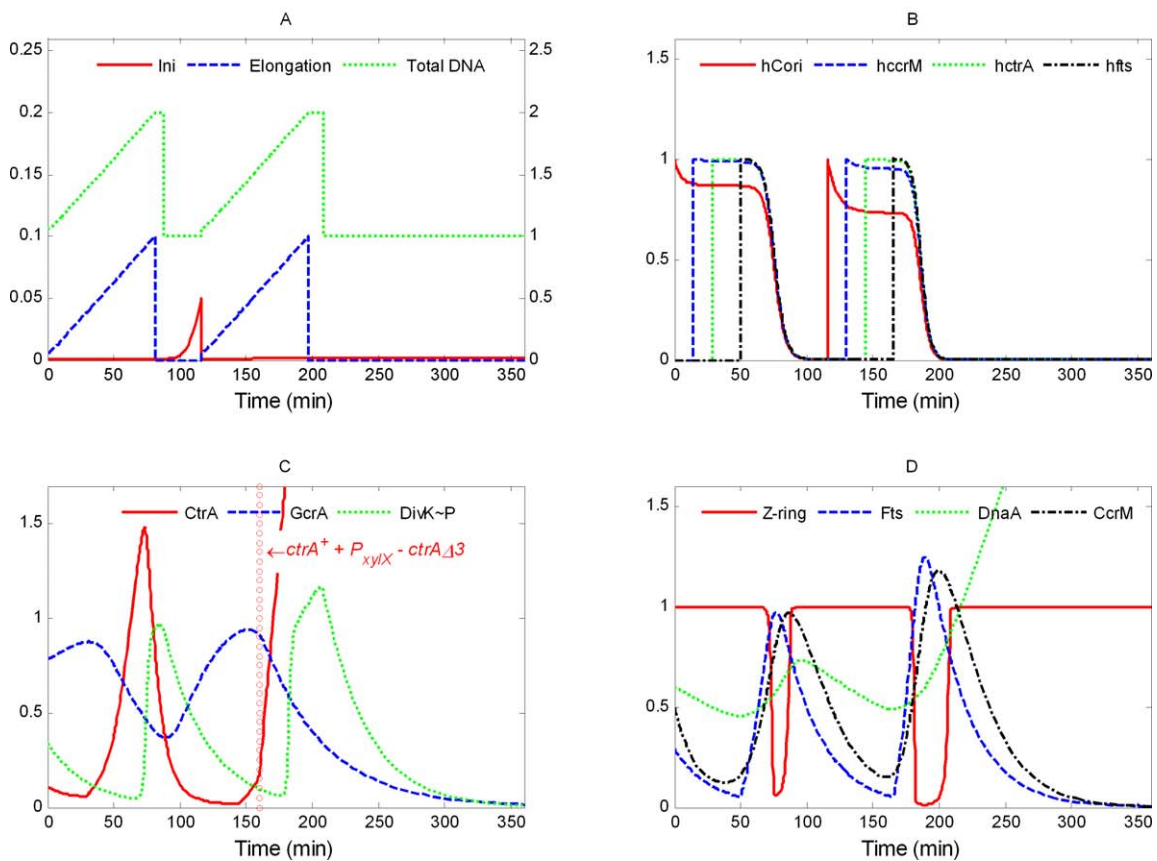 A
0.25 2.5
Ini Elongation Total DNA
0.2 2
0.15 1.5
0.1 1
0.05 0.5
0 0
0 50 100 150 200 250 300 350
Time (min)
B
1.5
hCori hccrM hctrA hfts
1
0.5
0
0 50 100 150 200 250 300 350
Time (min)
C
1.5
CtrA GcrA DivK~P
←ctrA⁺ + P_xylX - ctrAΔ3
1
0.5
0
0 50 100 150 200 250 300 350
Time (min)
D
1.5
Z-ring Fts DnaA CcrM
1
0.5
0
0 50 100 150 200 250 300 350
Time (min)